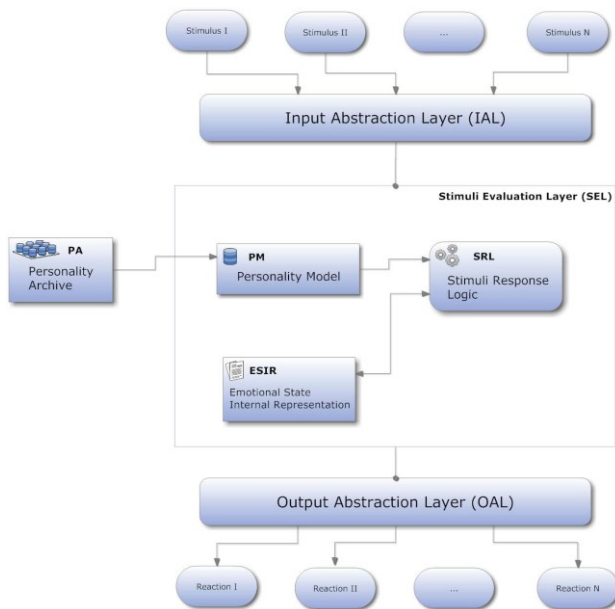 Stimulus I
Stimulus II
...
Stimulus N
Input Abstraction Layer (IAL)
Stimuli Evaluation Layer (SEL)
PA
Personality
Archive
PM
Personality Model
SRL
Stimuli Response
Logic
ESIR
Emotional State
Internal Representation
Output Abstraction Layer (OAL)
Reaction I
Reaction II
...
Reaction N